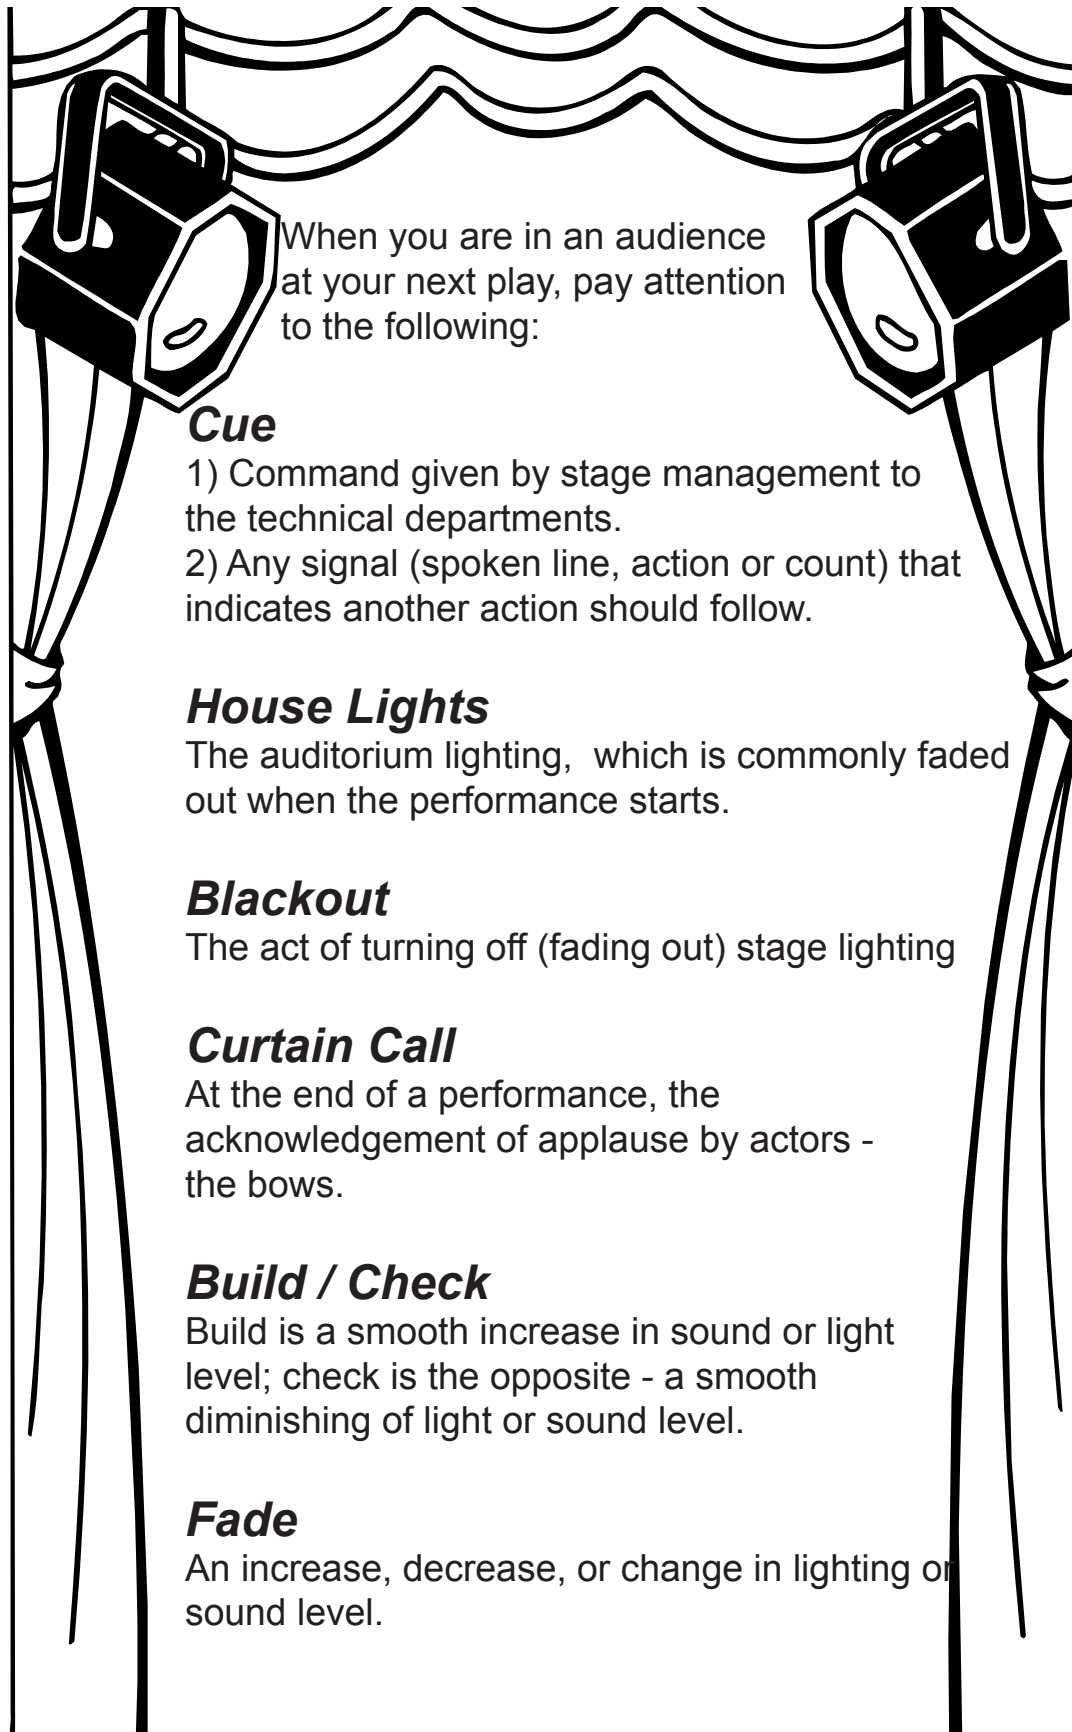 When you are in an audience
at your next play, pay attention
to the following:
Cue
1) Command given by stage management to
the technical departments.
2) Any signal (spoken line, action or count) that
indicates another action should follow.
House Lights
The auditorium lighting,  which is commonly faded
out when the performance starts.
Blackout
The act of turning off (fading out) stage lighting
Curtain Call
At the end of a performance, the
acknowledgement of applause by actors -
the bows.
Build / Check
Build is a smooth increase in sound or light
level; check is the opposite - a smooth
diminishing of light or sound level.
Fade
An increase, decrease, or change in lighting or
sound level.